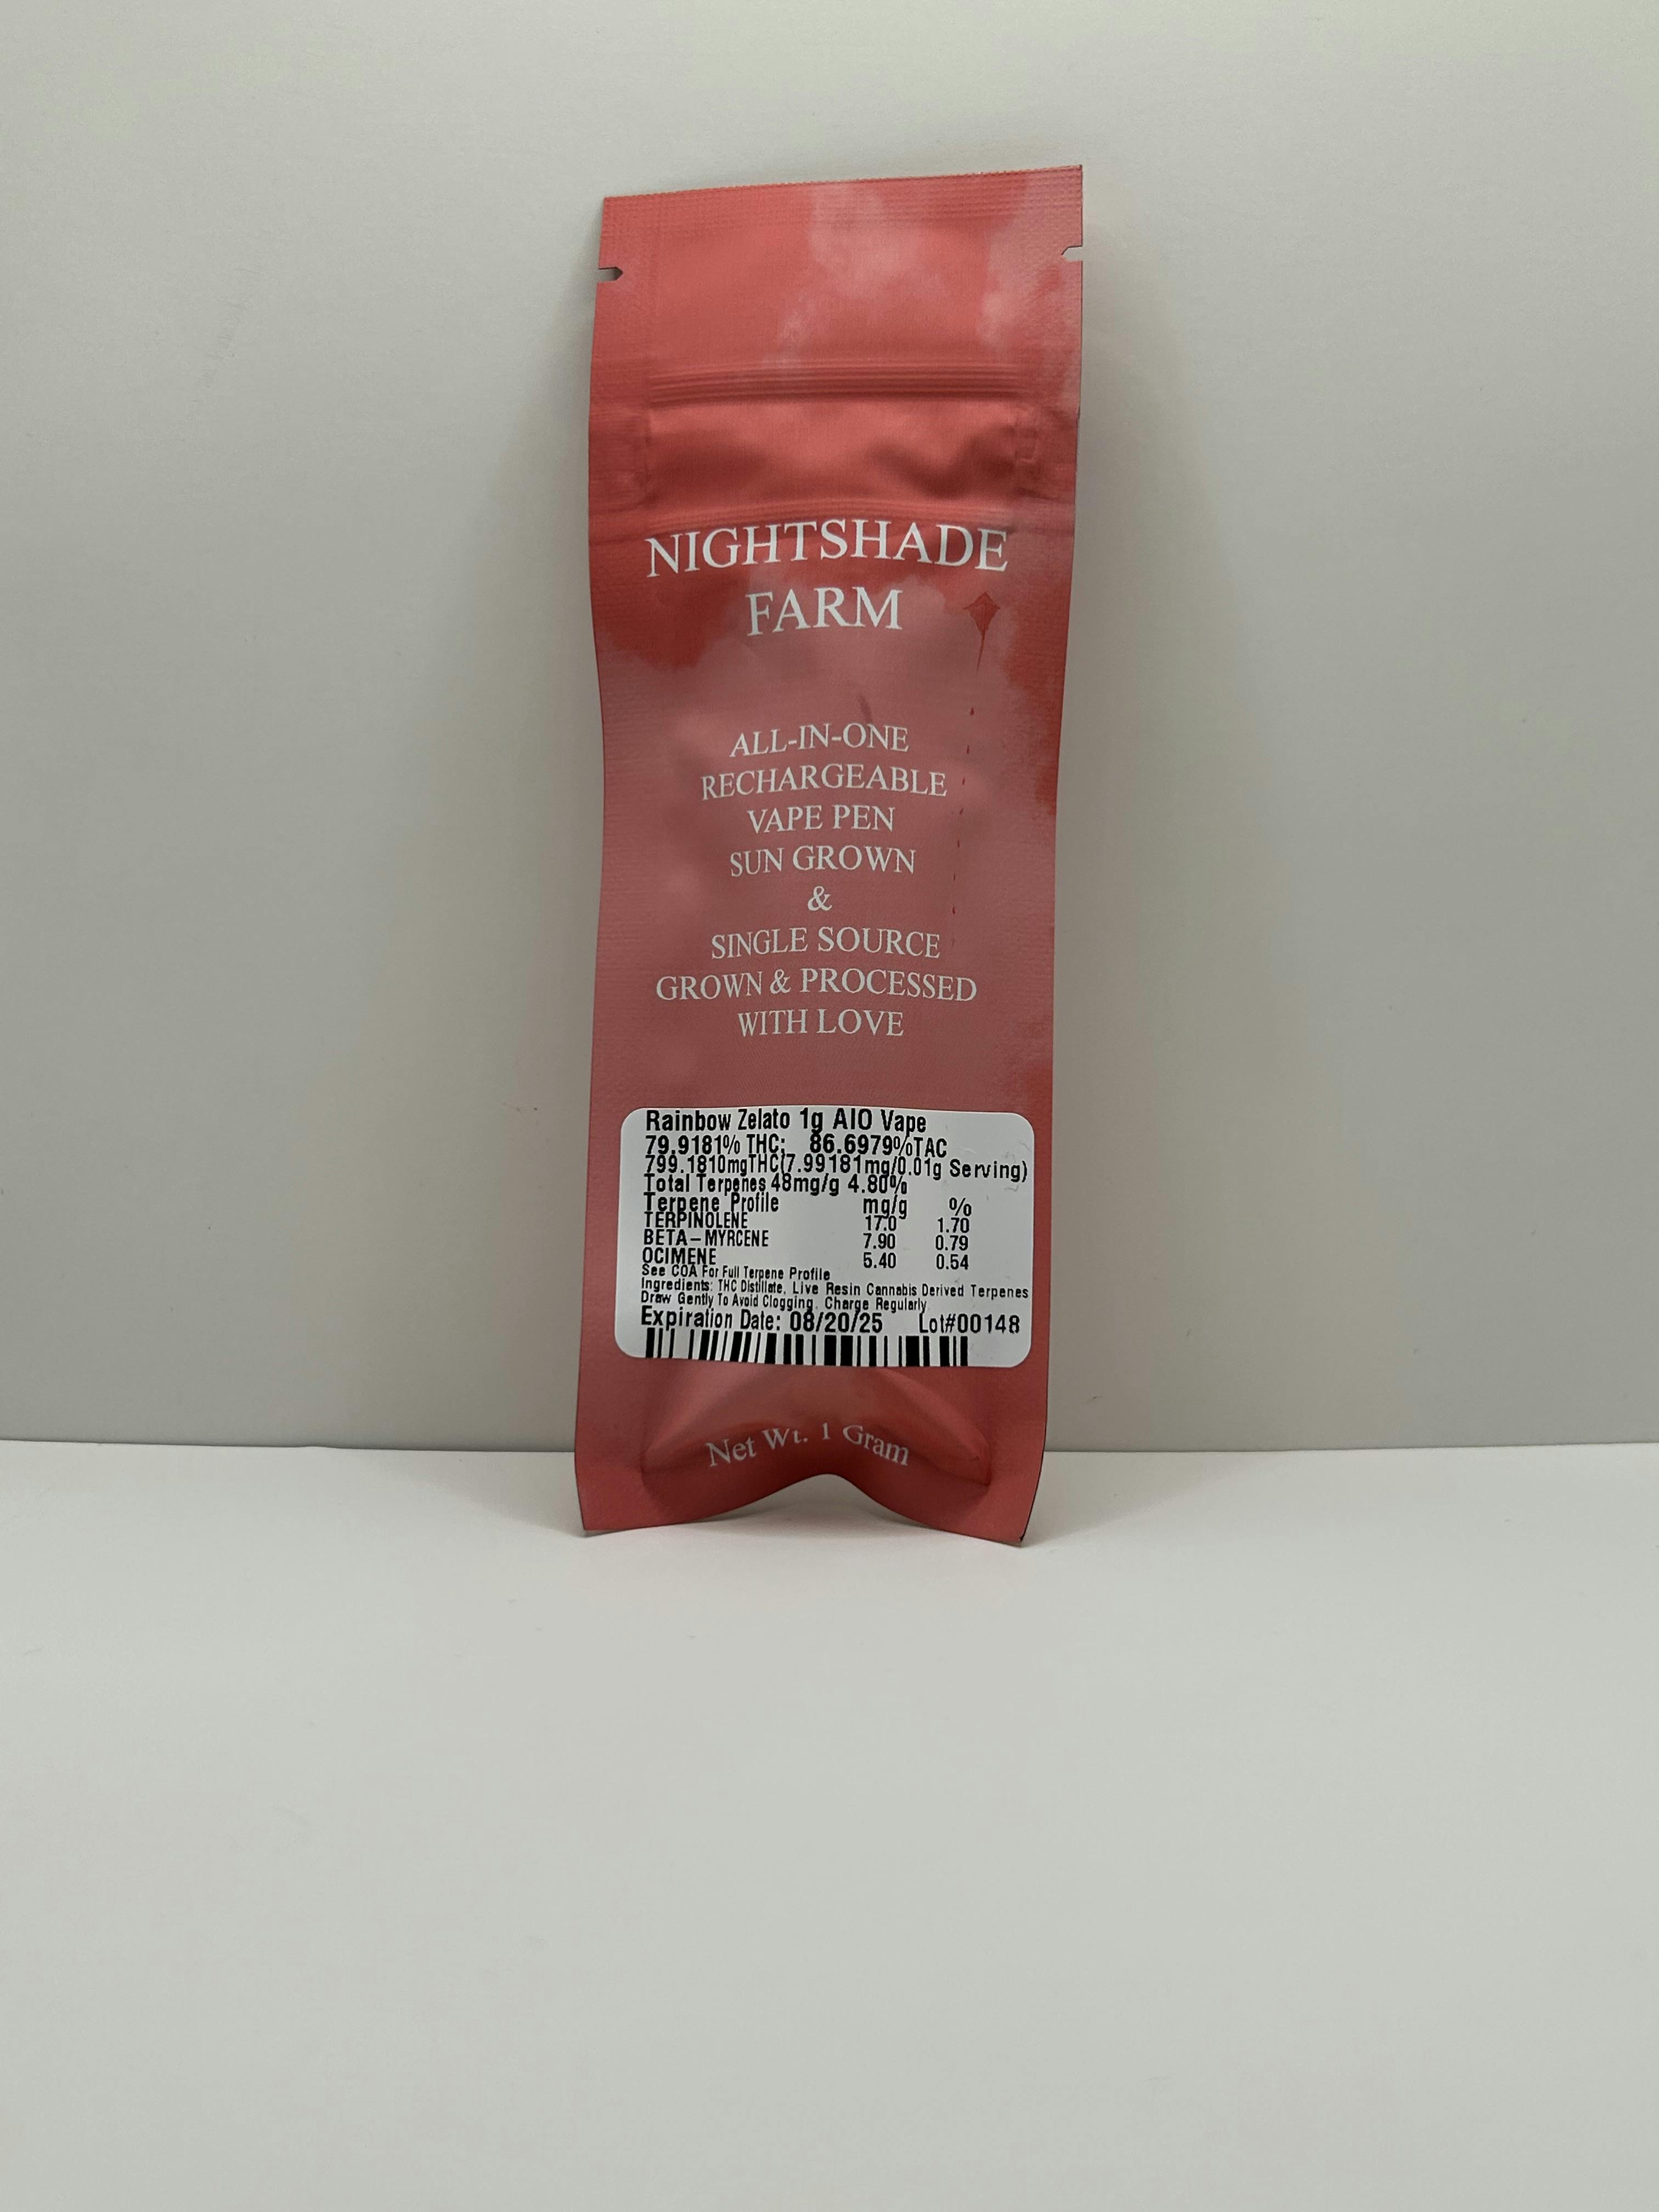 NIGHTSHADE
FARM
ALL-IN-ONE
RECHARGEABLE
VAPE PEN
SUN GROWN
&
SINGLE SOURCE
GROWN & PROCESSED
WITH LOVE
Rainbow Zelato 1g AIO Vape
79.9181% THC; 86.6979%TAC
799.1810mgTHC(7.99181mg/0.01g Serving)
Total Terpenes 48mg/g 4.80%
Terpene Profile mg/g %
TERPINOLENE 17.0 1.70
BETA-MYRCENE 7.90 0.79
OCIMENE 5.40 0.54
See COA For Full Terpene Profile
Ingredients: THC Distillate, Live Resin Cannabis Derived Terpenes
Draw Gently To Avoid Clogging. Charge Regularly
Expiration Date: 08/20/25 Lot#00148
Net Wt. 1 Gram